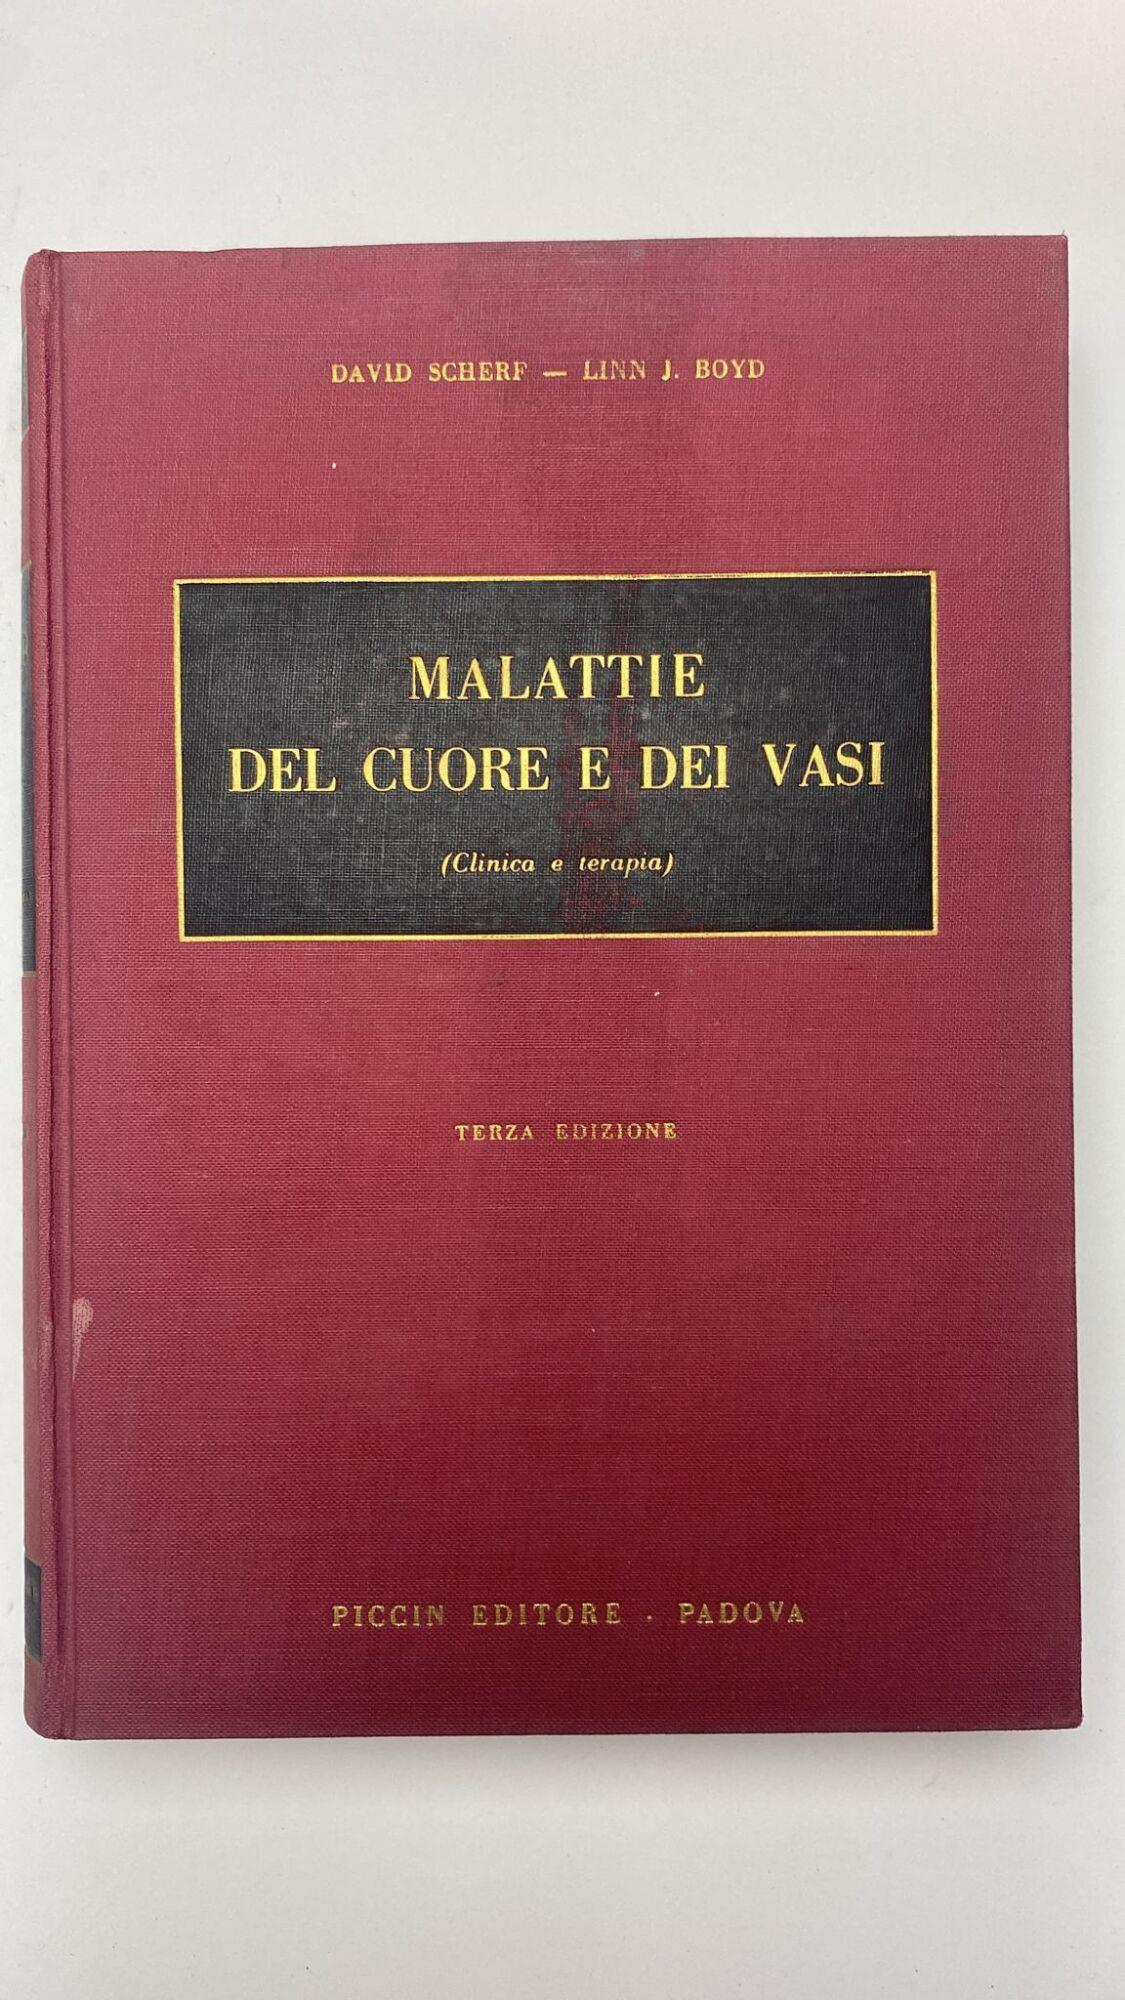 DAVID SCHERF — LINN J. BOYD
MALATTIE
DEL CUORE E DEI VASI
(Clinica e terapia)
TERZA EDIZIONE
PICCIN EDITORE . PADOVA